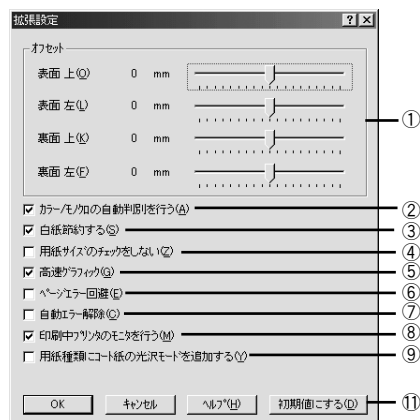 拡張設定
オフセット
表面 上(O) 0 mm
表面 左(L) 0 mm
裏面 上(K) 0 mm
裏面 左(F) 0 mm
①
カラー/モノクロの自動判別を行う(A) ②
白紙節約する(S) ③
用紙サイズのチェックをしない(Z) ④
高速グラフィック(G) ⑤
ページエラー回避(E) ⑥
自動エラー解除(C) ⑦
印刷中プリンタのモニタを行う(M) ⑧
用紙種類にコート紙の光沢モードを追加する(Y) ⑨
OK キャンセル ヘルプ(H) 初期値にする(D) ⑪